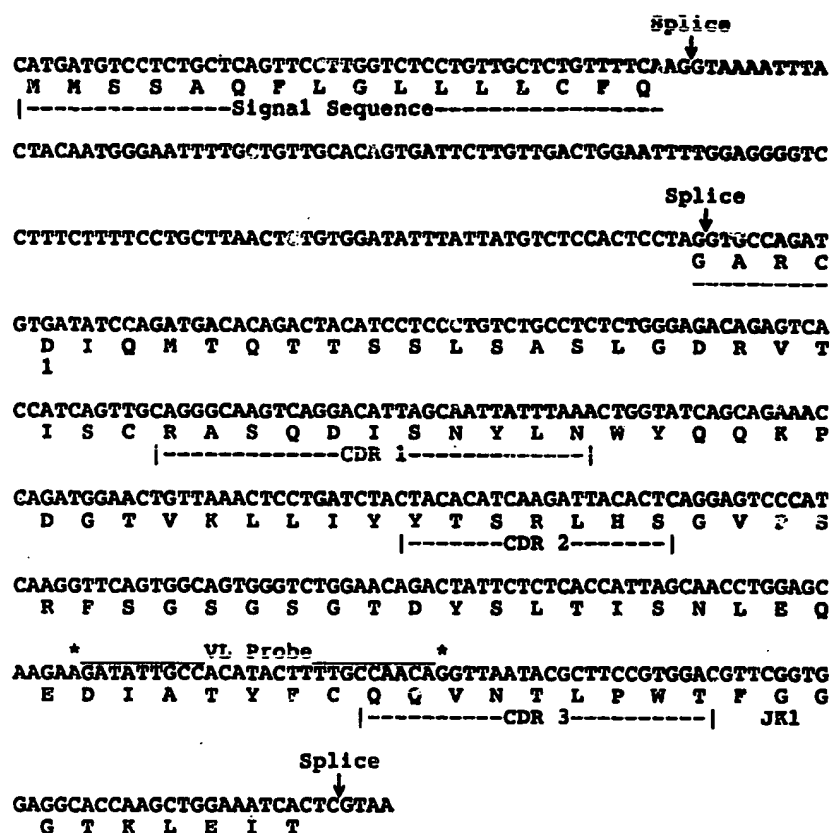 Splice
CATGATGTCCTCTGCTCAGTTCCTTGGTCTCCTGTTGCTCTGTTTTCAAGGTAAAATTTA
M M S S A Q F L G L L L L C F Q
|----------Signal Sequence----------|
CTACAATGGGAATTTTGCTGTTGCACAGTGATTCTTGTTGACTGGAATTTTGGAGGGGTC
Splice
CTTTCTTTTCCTGCTTAACTCTGTGGATATTTATTATGTCTCCACTCCTAGGTGCCAGAT
G A R C
GTGATATCCAGATGACACAGACTACATCCTCCCTGTCTGCCTCTCTGGGAGACAGAGTCA
D I Q M T Q T T S S L S A S L G D R V T
1
CCATCAGTTGCAGGGCAAGTCAGGACATTAGCAATTATTTAAACTGGTATCAGCAGAAAC
I S C R A S Q D I S N Y L N W Y Q Q K P
|----------CDR 1----------|
CAGATGGAACTGTTAAACTCCTGATCTACTACACATCAAGATTACACTCAGGAGTCCCAT
D G T V K L L I Y Y T S R L H S G V P S
|-------CDR 2-------|
CAAGGTTCAGTGGCAGTGGGTCTGGAACAGACTATTCTCTCACCATTAGCAACCTGGAGC
R F S G S G S G T D Y S L T I S N L E Q
* VL Probe *
AAGAAGATATTGCCACATACTTTTGCCAACAGGTTAATACGCTTCCGTGGACGTTCGGTG
E D I A T Y F C Q Q V N T L P W T F G G
|--------CDR 3----------| JK1
Splice
GAGGCACCAAGCTGGAAATCACTCGTAA
G T K L E I T